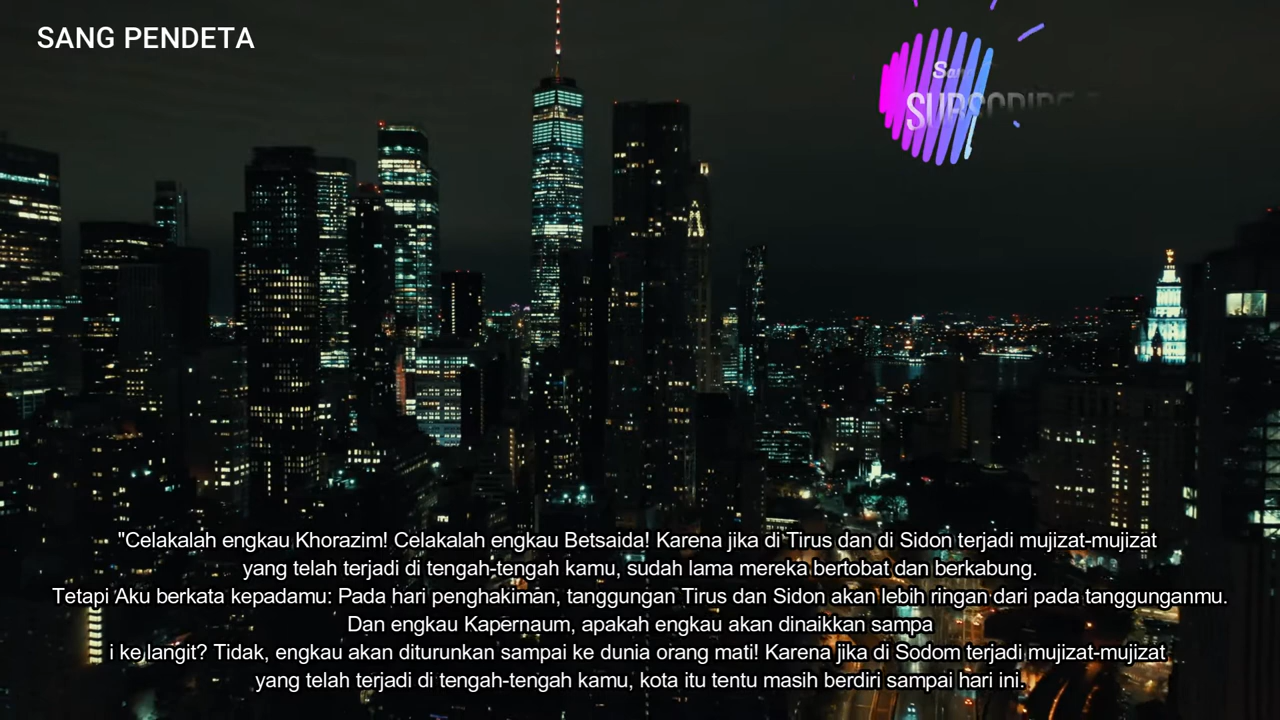 SANG PENDETA
SUBSCRIBE
"Celakalah engkau Khorazim! Celakalah engkau Betsaida! Karena jika di Tirus dan di Sidon terjadi mujizat-mujizat
yang telah terjadi di tengah-tengah kamu, sudah lama mereka bertobat dan berkabung.
Tetapi Aku berkata kepadamu: Pada hari penghakiman, tanggungan Tirus dan Sidon akan lebih ringan dari pada tanggunganmu.
Dan engkau Kapernaum, apakah engkau akan dinaikkan sampa
i ke langit? Tidak, engkau akan diturunkan sampai ke dunia orang mati! Karena jika di Sodom terjadi mujizat-mujizat
yang telah terjadi di tengah-tengah kamu, kota itu tentu masih berdiri sampai hari ini.